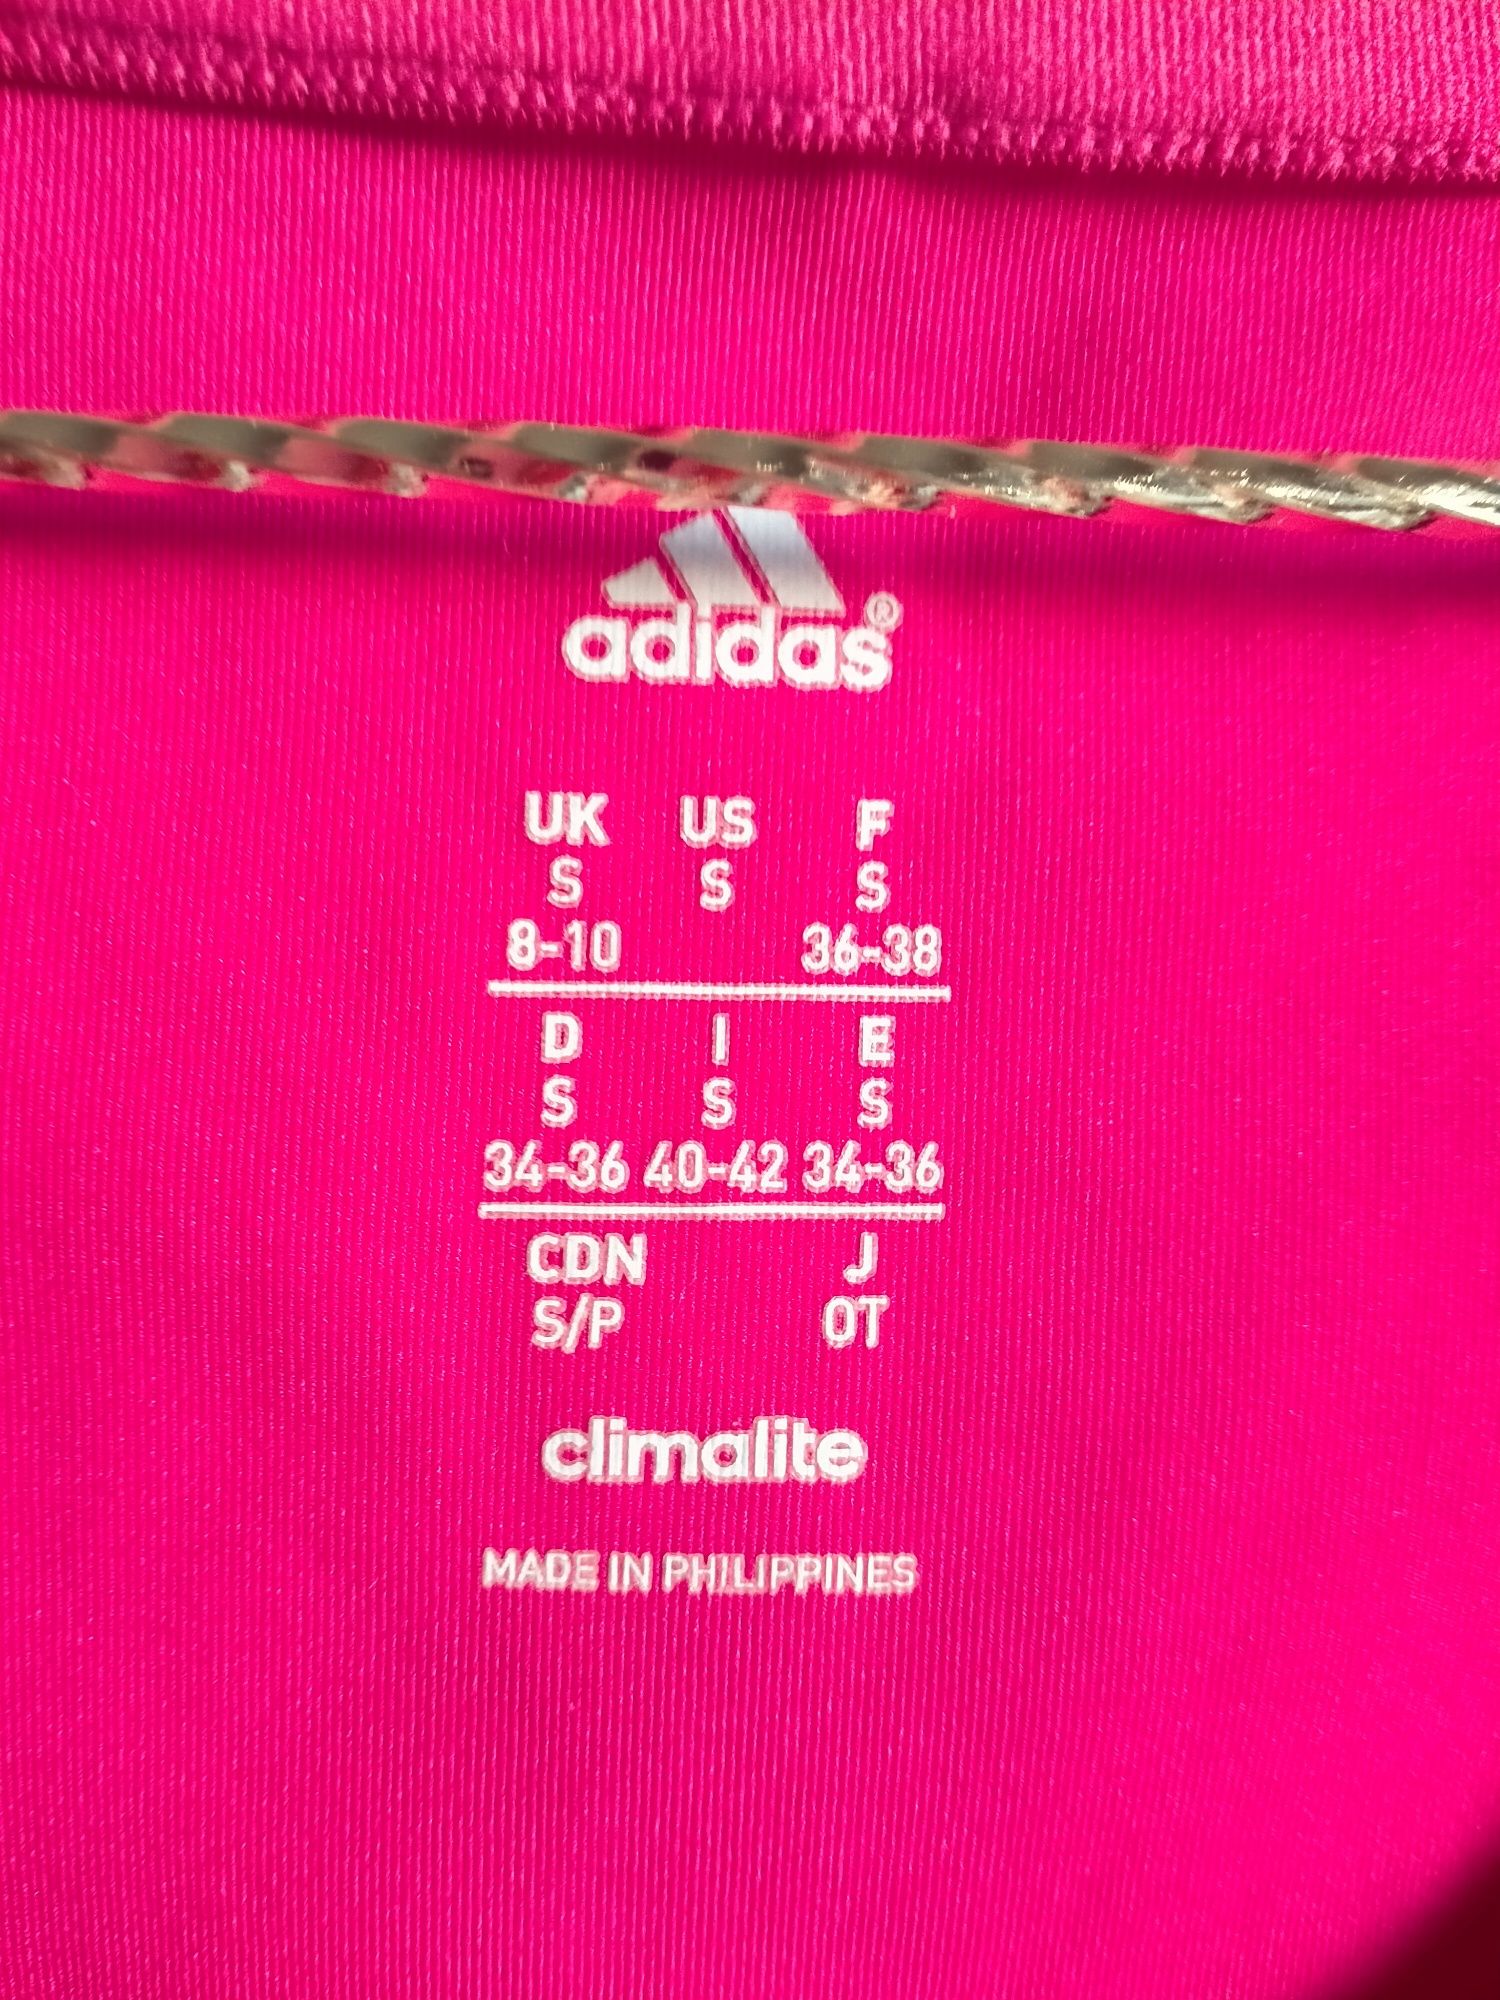 adidas®
UK US F
S S S
8-10 36-38
D I E
S S S
34-36 40-42 34-36
CDN J
S/P OT
climalite
MADE IN PHILIPPINES